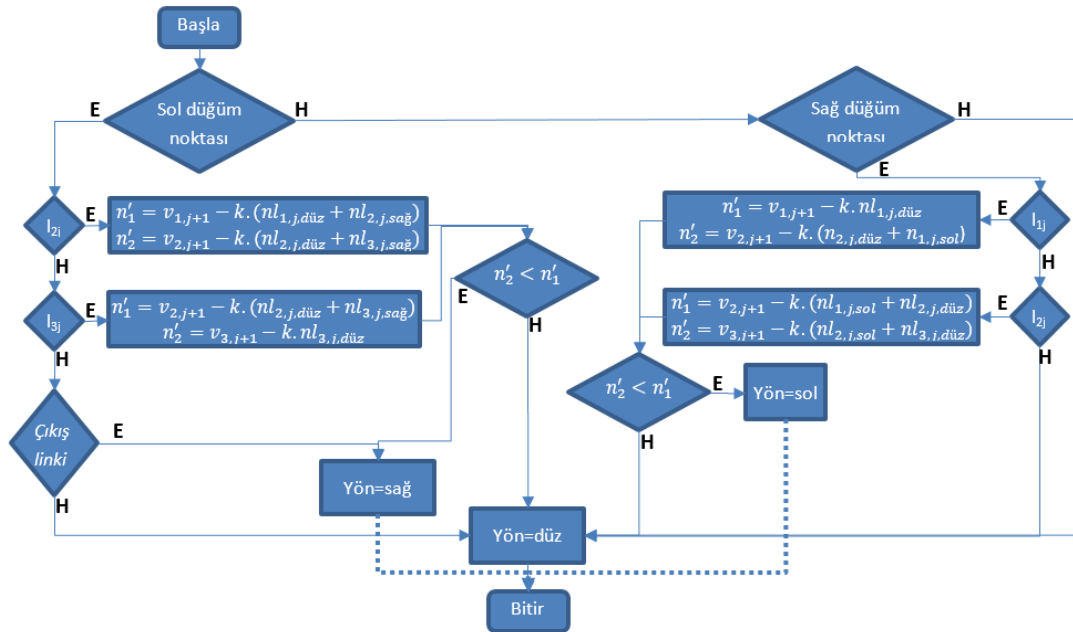 Başla
E
Sol düğüm
noktası
H
Sağ düğüm
noktası
H
E
l₂ⱼ
E
n′₁ = v₁,ⱼ₊₁ − k.(nl₁,ⱼ,düz + nl₂,ⱼ,sağ)
n′₂ = v₂,ⱼ₊₁ − k.(nl₂,ⱼ,düz + nl₃,ⱼ,sağ)
H
l₃ⱼ
E
n′₁ = v₂,ⱼ₊₁ − k.(nl₂,ⱼ,düz + nl₃,ⱼ,sağ)
n′₂ = v₃,ⱼ₊₁ − k.nl₃,ⱼ,düz
H
n′₂ < n′₁
E
H
n′₁ = v₁,ⱼ₊₁ − k.nl₁,ⱼ,düz
n′₂ = v₂,ⱼ₊₁ − k.(n₂,ⱼ,düz + n₁,ⱼ,sol)
E
l₁ⱼ
H
n′₁ = v₂,ⱼ₊₁ − k.(nl₁,ⱼ,sol + nl₂,ⱼ,düz)
n′₂ = v₃,ⱼ₊₁ − k.(nl₂,ⱼ,sol + nl₃,ⱼ,düz)
E
l₂ⱼ
H
n′₂ < n′₁
E
Yön=sol
H
Çıkış
linki
E
H
Yön=sağ
Yön=düz
Bitir